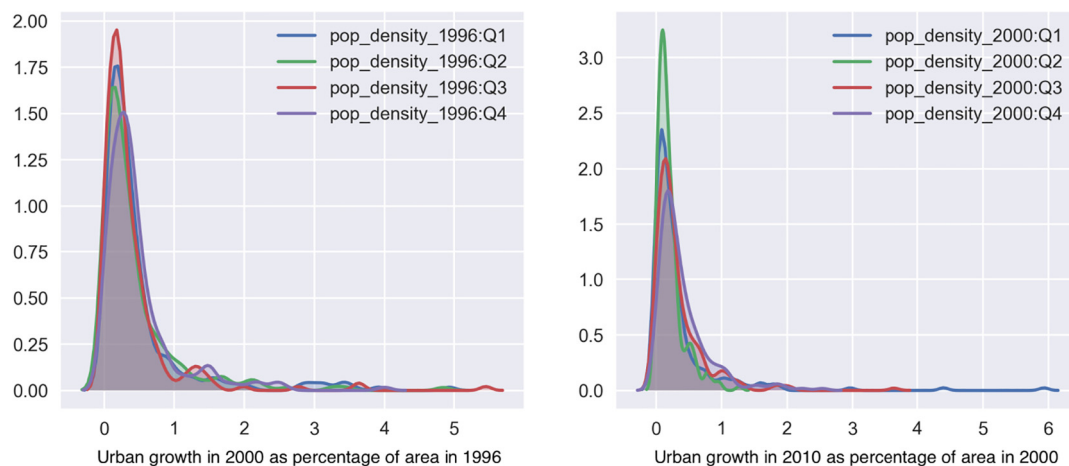 2.00
1.75
1.50
1.25
1.00
0.75
0.50
0.25
0.00
pop_density_1996:Q1
pop_density_1996:Q2
pop_density_1996:Q3
pop_density_1996:Q4
0 1 2 3 4 5
Urban growth in 2000 as percentage of area in 1996
3.0
2.5
2.0
1.5
1.0
0.5
0.0
pop_density_2000:Q1
pop_density_2000:Q2
pop_density_2000:Q3
pop_density_2000:Q4
0 1 2 3 4 5 6
Urban growth in 2010 as percentage of area in 2000